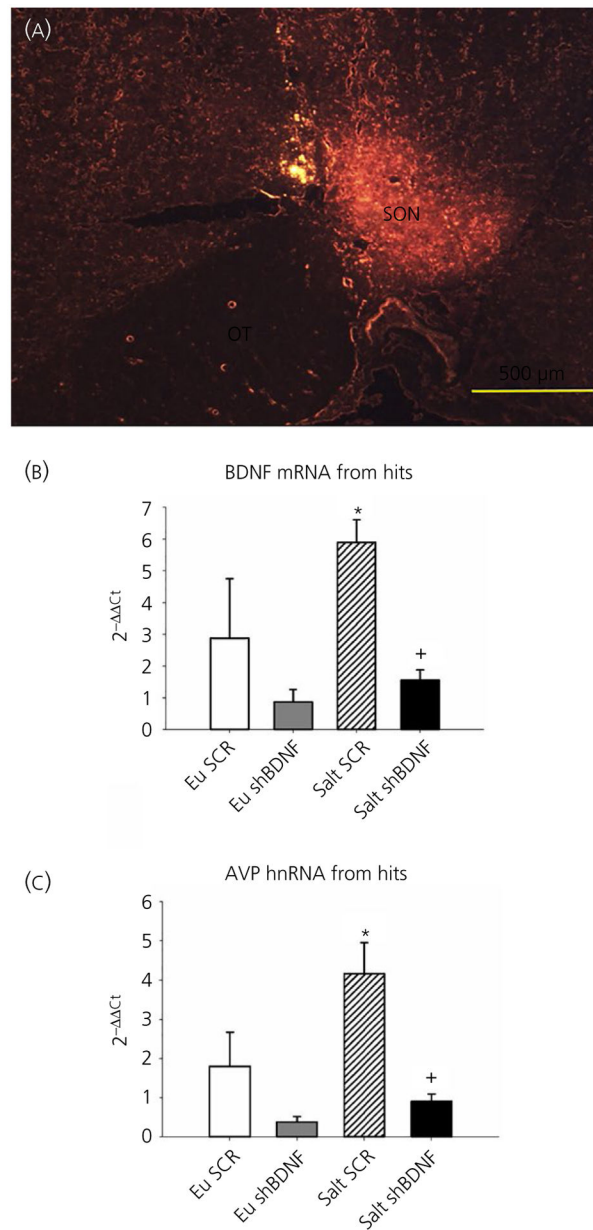 (A)
SON
OT
500 µm
(B)
BDNF mRNA from hits
7
*
6
5
4
3
+
2
1
0
2–ΔΔCt
Eu SCR
Eu shBDNF
Salt SCR
Salt shBDNF
(C)
AVP hnRNA from hits
6
5
*
4
3
2
+
1
0
2–ΔΔCt
Eu SCR
Eu shBDNF
Salt SCR
Salt shBDNF